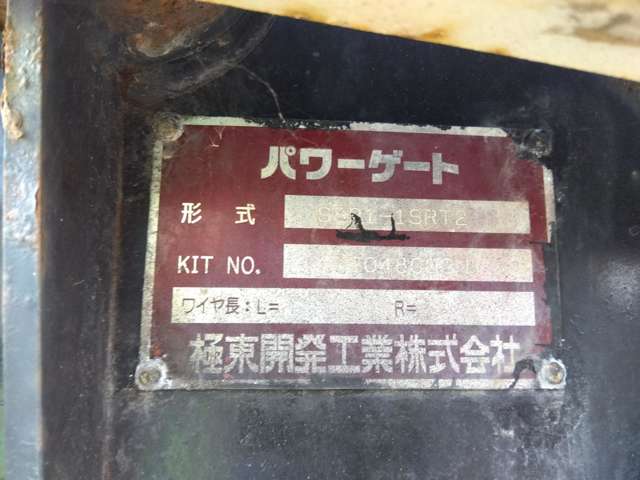 パワーゲート
形式
KIT NO.
ワイヤ長:L= R=
極東開発工業株式会社